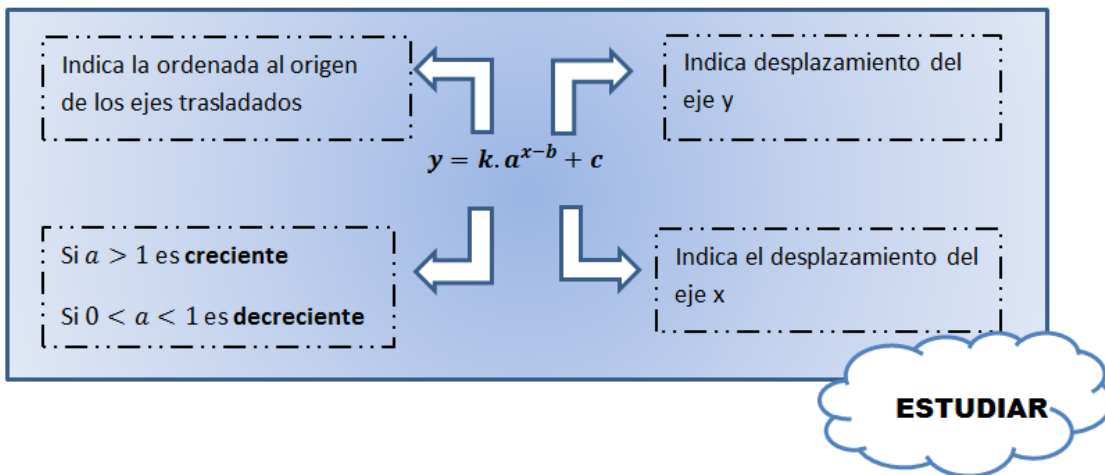 Indica la ordenada al origen
de los ejes trasladados
Indica desplazamiento del
eje y
y = k. a^{x−b} + c
Si a > 1 es creciente
Si 0 < a < 1 es decreciente
Indica el desplazamiento del
eje x
ESTUDIAR